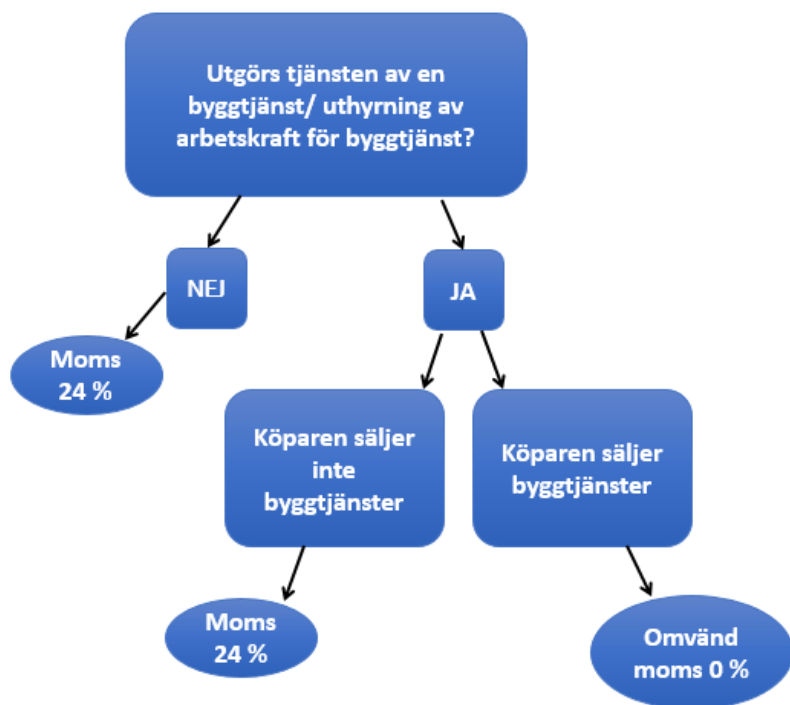 Utgörs tjänsten av en
byggtjänst/ uthyrning av
arbetskraft för byggtjänst?
NEJ
JA
Moms
24 %
Köparen säljer
inte
byggtjänster
Köparen säljer
byggtjänster
Moms
24 %
Omvänd
moms 0 %